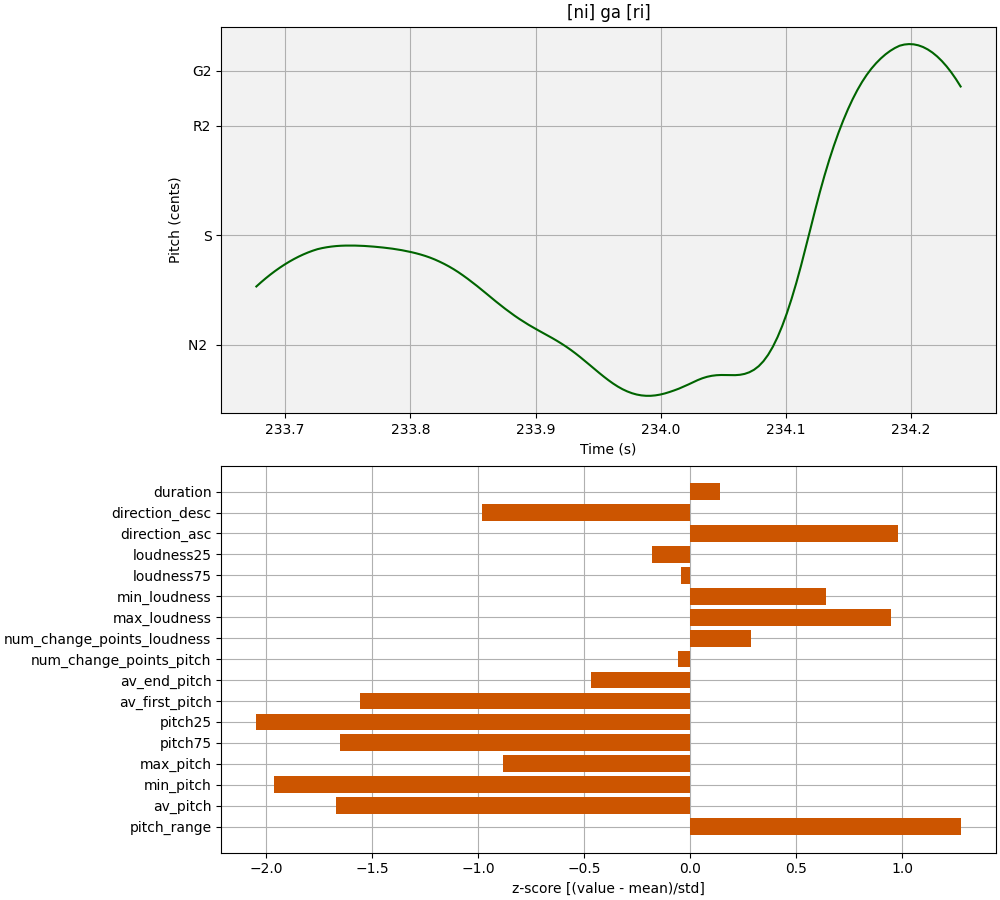 [ni] ga [ri]
G2
R2
S
N2
Pitch (cents)
233.7 233.8 233.9 234.0 234.1 234.2
Time (s)
duration
direction_desc
direction_asc
loudness25
loudness75
min_loudness
max_loudness
num_change_points_loudness
num_change_points_pitch
av_end_pitch
av_first_pitch
pitch25
pitch75
max_pitch
min_pitch
av_pitch
pitch_range
−2.0 −1.5 −1.0 −0.5 0.0 0.5 1.0
z-score [(value - mean)/std]